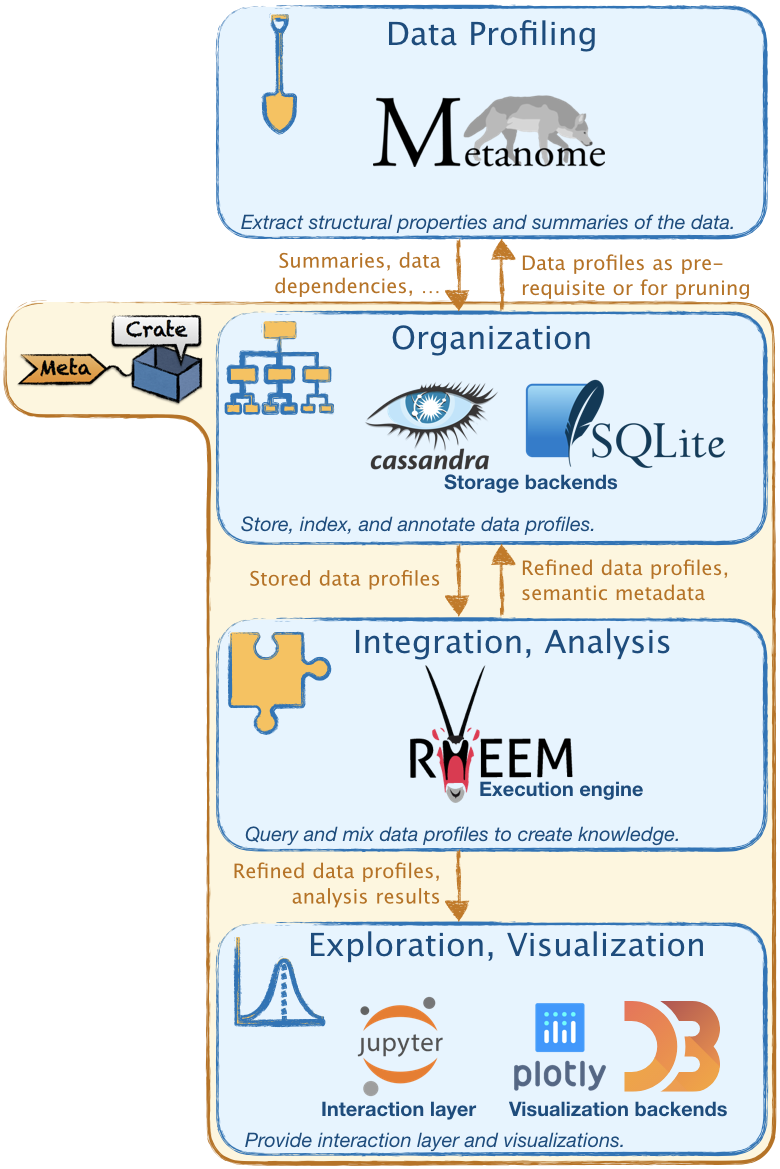 Data Profiling
Metanome
Extract structural properties and summaries of the data.
Summaries, data
dependencies, ...
Data profiles as pre-
requisite or for pruning
Crate
Meta
Organization
cassandra
SQLite
Storage backends
Store, index, and annotate data profiles.
Stored data profiles
Refined data profiles,
semantic metadata
Integration, Analysis
RHEEM
Execution engine
Query and mix data profiles to create knowledge.
Refined data profiles,
analysis results
Exploration, Visualization
jupyter
plotly
D3
Interaction layer
Visualization backends
Provide interaction layer and visualizations.